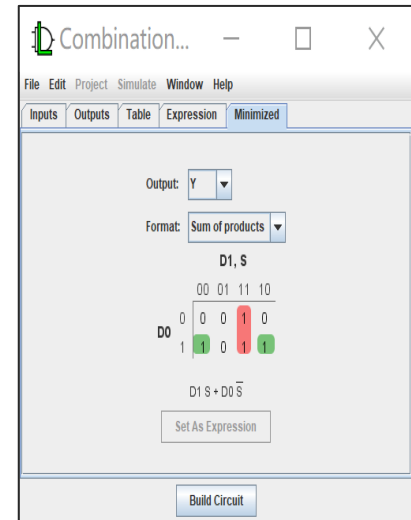 Combination...
File Edit Project Simulate Window Help
Inputs Outputs Table Expression Minimized
Output: Y
Format: Sum of products
D1, S
00 01 11 10
0 0 0 1 0
D0
1 1 0 1 1
D1 S + D0 S̅
Set As Expression
Build Circuit